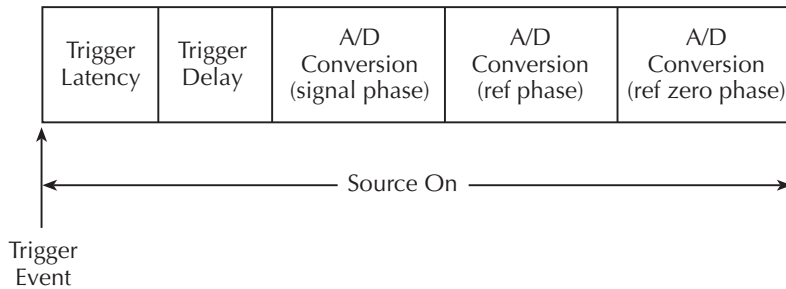 Trigger
Latency
Trigger
Delay
A/D
Conversion
(signal phase)
A/D
Conversion
(ref phase)
A/D
Conversion
(ref zero phase)
Source On
Trigger
Event